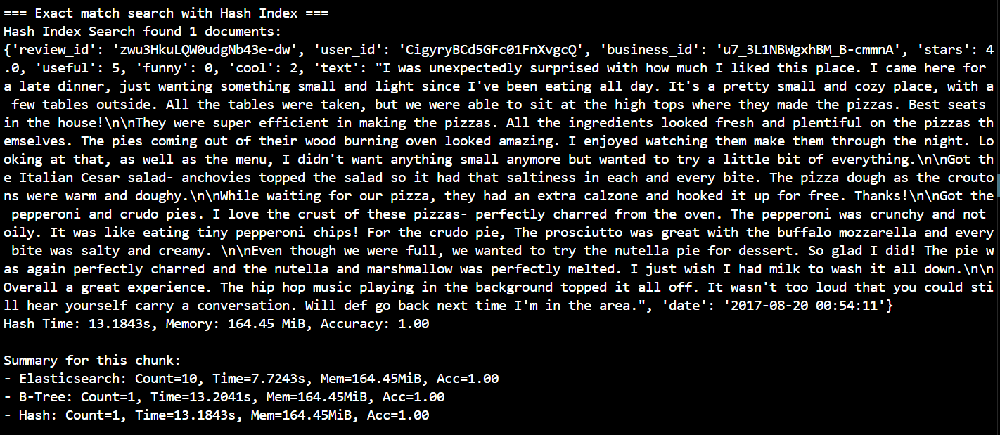 === Exact match search with Hash Index ===
Hash Index Search found 1 documents:
{'review_id': 'zwu3HkuLQW0udgNb43e-dw', 'user_id': 'CigyryBCd5GFc01FnXvgcQ', 'business_id': 'u7_3L1NBWgxhBM_B-cmmnA', 'stars': 4
.0, 'useful': 5, 'funny': 0, 'cool': 2, 'text': "I was unexpectedly surprised with how much I liked this place. I came here for
a late dinner, just wanting something small and light since I've been eating all day. It's a pretty small and cozy place, with a
 few tables outside. All the tables were taken, but we were able to sit at the high tops where they made the pizzas. Best seats
in the house!\n\nThey were super efficient in making the pizzas. All the ingredients looked fresh and plentiful on the pizzas th
emselves. The pies coming out of their wood burning oven looked amazing. I enjoyed watching them make them through the night. Lo
oking at that, as well as the menu, I didn't want anything small anymore but wanted to try a little bit of everything.\n\nGot th
e Italian Cesar salad- anchovies topped the salad so it had that saltiness in each and every bite. The pizza dough as the crouto
ns were warm and doughy.\n\nWhile waiting for our pizza, they had an extra calzone and hooked it up for free. Thanks!\n\nGot the
 pepperoni and crudo pies. I love the crust of these pizzas- perfectly charred from the oven. The pepperoni was crunchy and not
oily. It was like eating tiny pepperoni chips! For the crudo pie, The prosciutto was great with the buffalo mozzarella and every
 bite was salty and creamy. \n\nEven though we were full, we wanted to try the nutella pie for dessert. So glad I did! The pie w
as again perfectly charred and the nutella and marshmallow was perfectly melted. I just wish I had milk to wash it all down.\n\n
Overall a great experience. The hip hop music playing in the background topped it all off. It wasn't too loud that you could sti
ll hear yourself carry a conversation. Will def go back next time I'm in the area.", 'date': '2017-08-20 00:54:11'}
Hash Time: 13.1843s, Memory: 164.45 MiB, Accuracy: 1.00

Summary for this chunk:
- Elasticsearch: Count=10, Time=7.7243s, Mem=164.45MiB, Acc=1.00
- B-Tree: Count=1, Time=13.2041s, Mem=164.45MiB, Acc=1.00
- Hash: Count=1, Time=13.1843s, Mem=164.45MiB, Acc=1.00